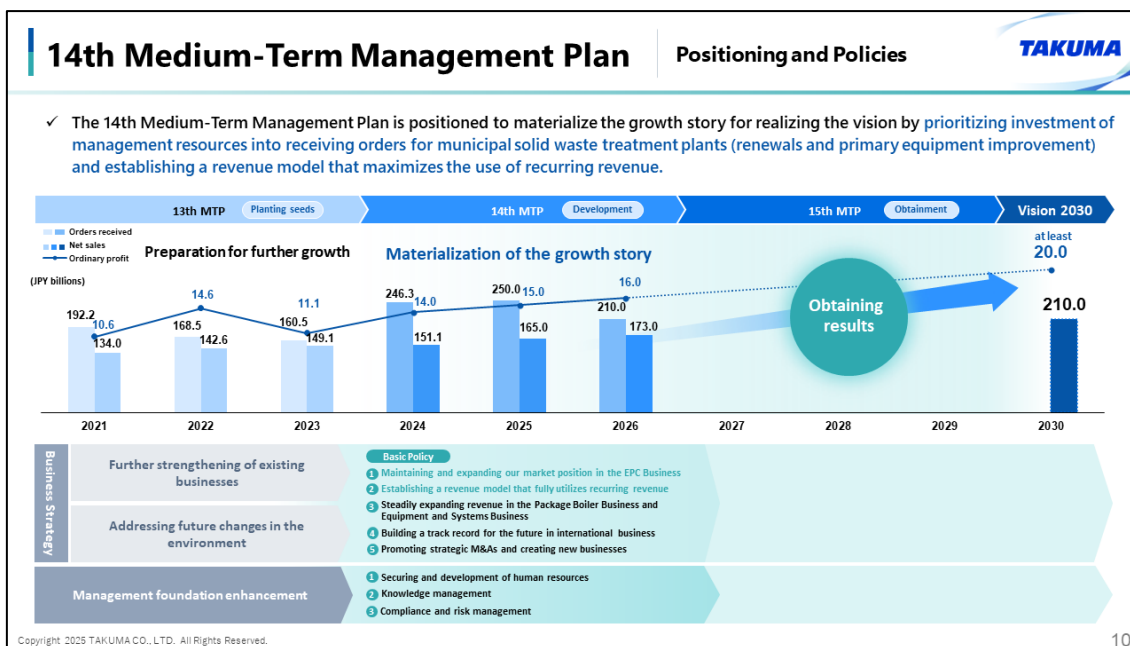 14th Medium-Term Management Plan
Positioning and Policies
TAKUMA
✓ The 14th Medium-Term Management Plan is positioned to materialize the growth story for realizing the vision by prioritizing investment of
management resources into receiving orders for municipal solid waste treatment plants (renewals and primary equipment improvement)
and establishing a revenue model that maximizes the use of recurring revenue.
13th MTP Planting seeds
14th MTP Development
15th MTP Obtainment
Vision 2030
Orders received
Net sales
Ordinary profit
(JPY billions)
Preparation for further growth
Materialization of the growth story
at least
20.0
192.2
10.6
134.0
14.6
168.5
142.6
11.1
160.5
149.1
246.3
14.0
151.1
250.0
15.0
165.0
16.0
210.0
173.0
Obtaining
results
210.0
2021 2022 2023 2024 2025 2026 2027 2028 2029 2030
Business Strategy
Further strengthening of existing
businesses
Addressing future changes in the
environment
Basic Policy
1 Maintaining and expanding our market position in the EPC Business
2 Establishing a revenue model that fully utilizes recurring revenue
3 Steadily expanding revenue in the Package Boiler Business and
Equipment and Systems Business
4 Building a track record for the future in international business
5 Promoting strategic M&As and creating new businesses
Management foundation enhancement
1 Securing and development of human resources
2 Knowledge management
3 Compliance and risk management
Copyright 2025 TAKUMA CO., LTD. All Rights Reserved.
10